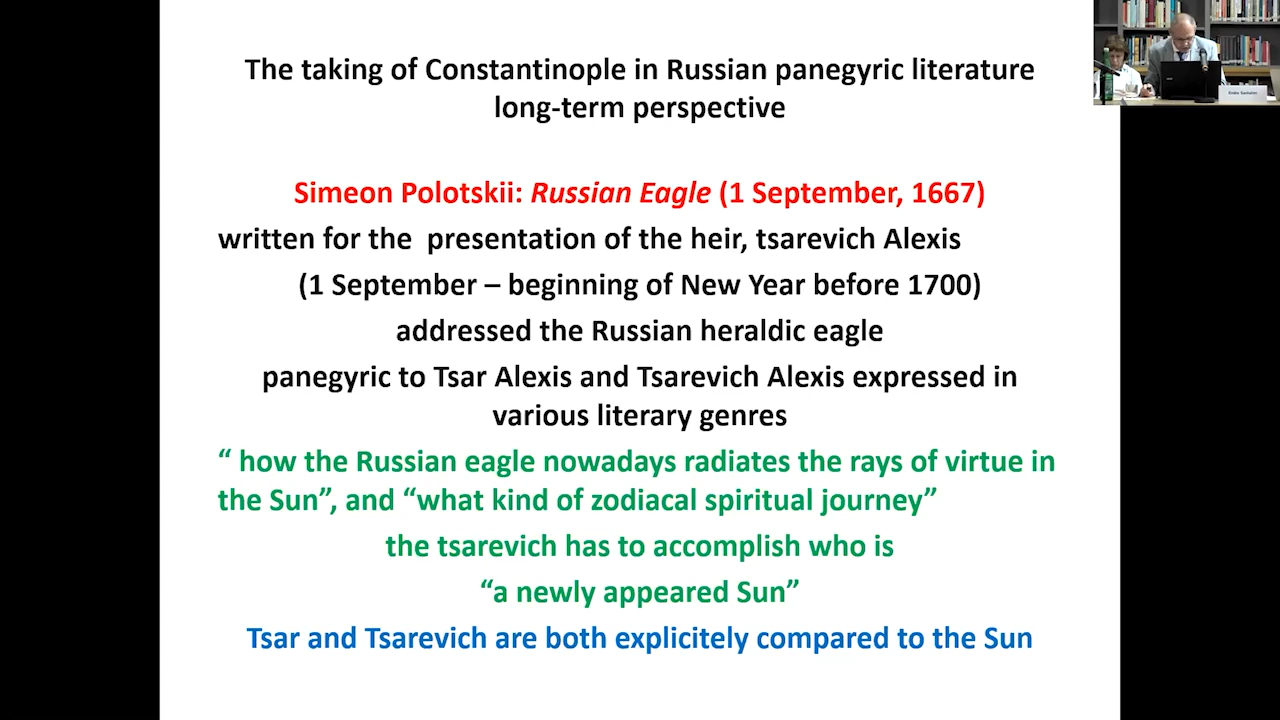 The taking of Constantinople in Russian panegyric literature
long-term perspective
Simeon Polotskii: Russian Eagle (1 September, 1667)
written for the  presentation of the heir, tsarevich Alexis
(1 September – beginning of New Year before 1700)
addressed the Russian heraldic eagle
panegyric to Tsar Alexis and Tsarevich Alexis expressed in
various literary genres
“ how the Russian eagle nowadays radiates the rays of virtue in
the Sun”, and “what kind of zodiacal spiritual journey”
the tsarevich has to accomplish who is
“a newly appeared Sun”
Tsar and Tsarevich are both explicitely compared to the Sun